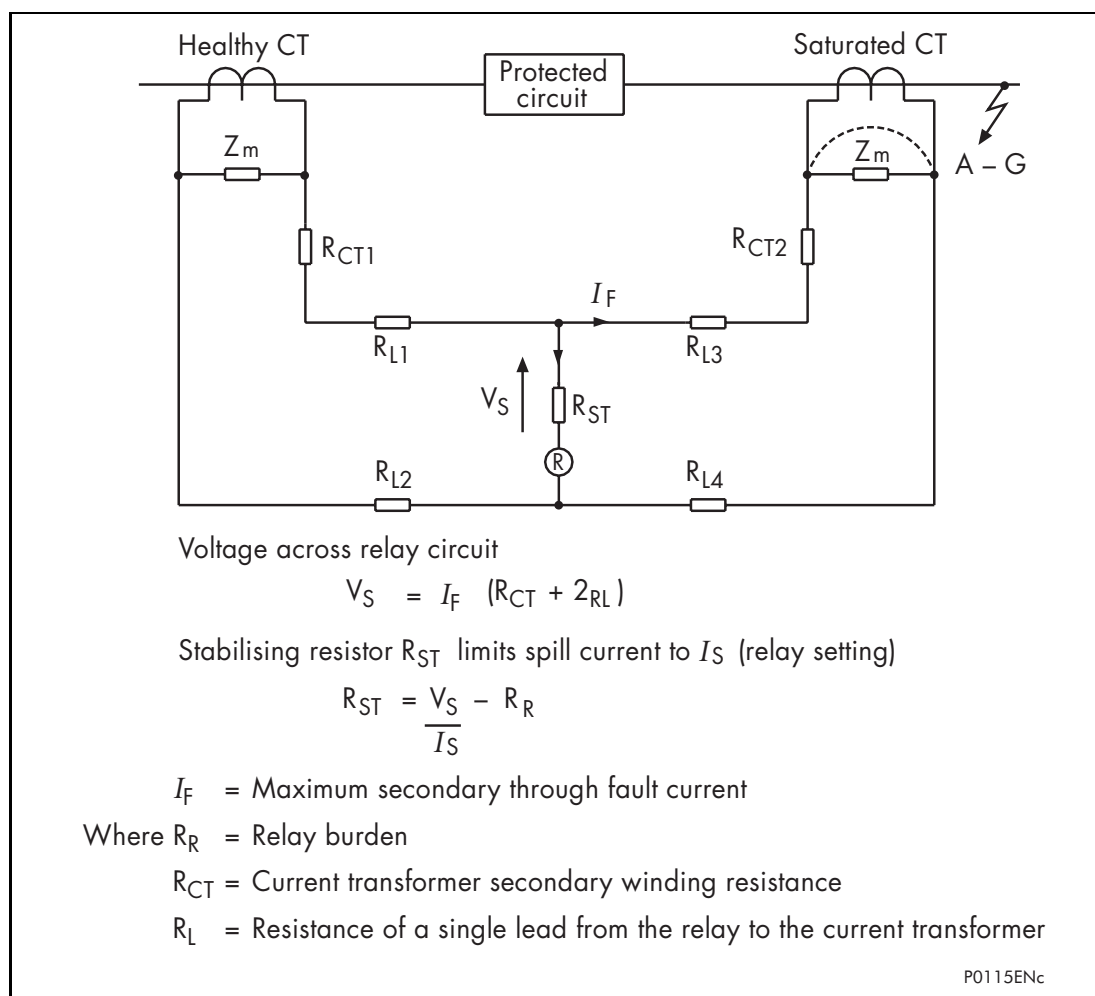 Healthy CT
Saturated CT
Protected
circuit
Zm
Zm
A – G
RCT1
RCT2
IF
RL1
RL3
VS
RST
R
RL2
RL4
Voltage across relay circuit
VS = IF (RCT + 2RL)
Stabilising resistor RST limits spill current to IS (relay setting)
RST = VS – RR
IS
IF = Maximum secondary through fault current
Where RR = Relay burden
RCT = Current transformer secondary winding resistance
RL = Resistance of a single lead from the relay to the current transformer
P0115ENc